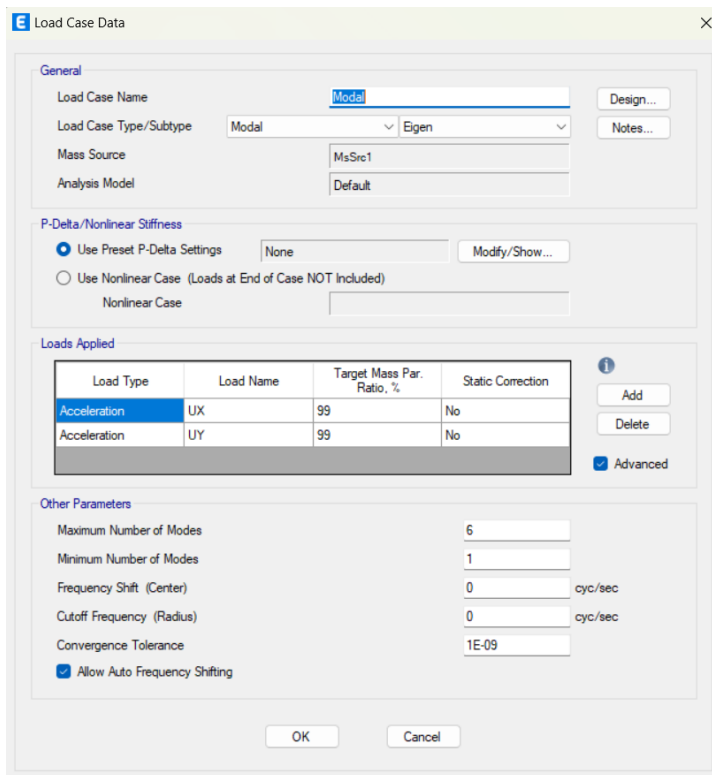 E Load Case Data
General
Load Case Name Modal Design...
Load Case Type/Subtype Modal Eigen Notes...
Mass Source MsSrc1
Analysis Model Default
P-Delta/Nonlinear Stiffness
Use Preset P-Delta Settings None Modify/Show...
Use Nonlinear Case (Loads at End of Case NOT Included)
Nonlinear Case
Loads Applied
Load Type Load Name Target Mass Par. Ratio, % Static Correction
Acceleration UX 99 No
Acceleration UY 99 No
i
Add
Delete
Advanced
Other Parameters
Maximum Number of Modes 6
Minimum Number of Modes 1
Frequency Shift (Center) 0 cyc/sec
Cutoff Frequency (Radius) 0 cyc/sec
Convergence Tolerance 1E-09
Allow Auto Frequency Shifting
OK Cancel